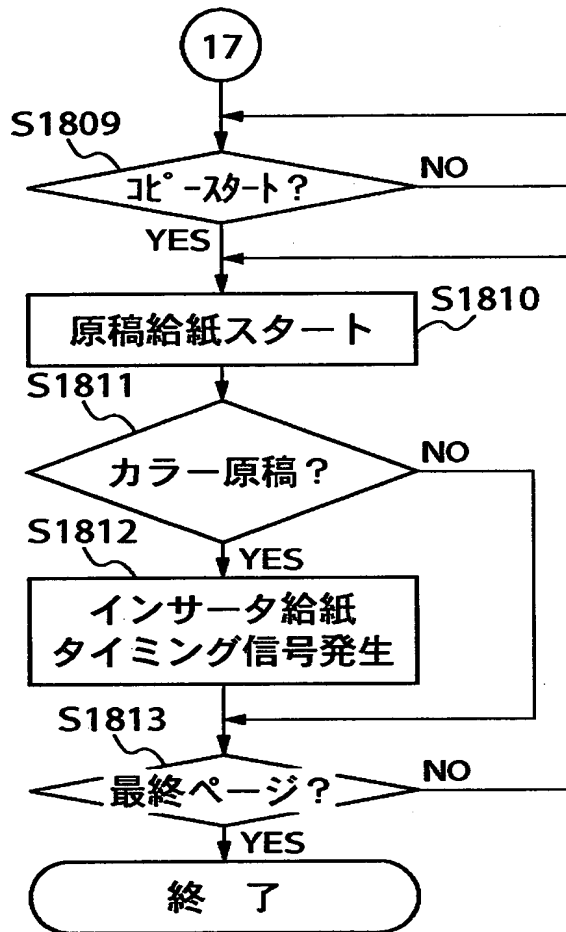 17
S1809
コピースタート?
NO
YES
原稿給紙スタート
S1810
S1811
カラー原稿?
NO
S1812
YES
インサータ給紙
タイミング信号発生
S1813
最終ページ?
NO
YES
終 了